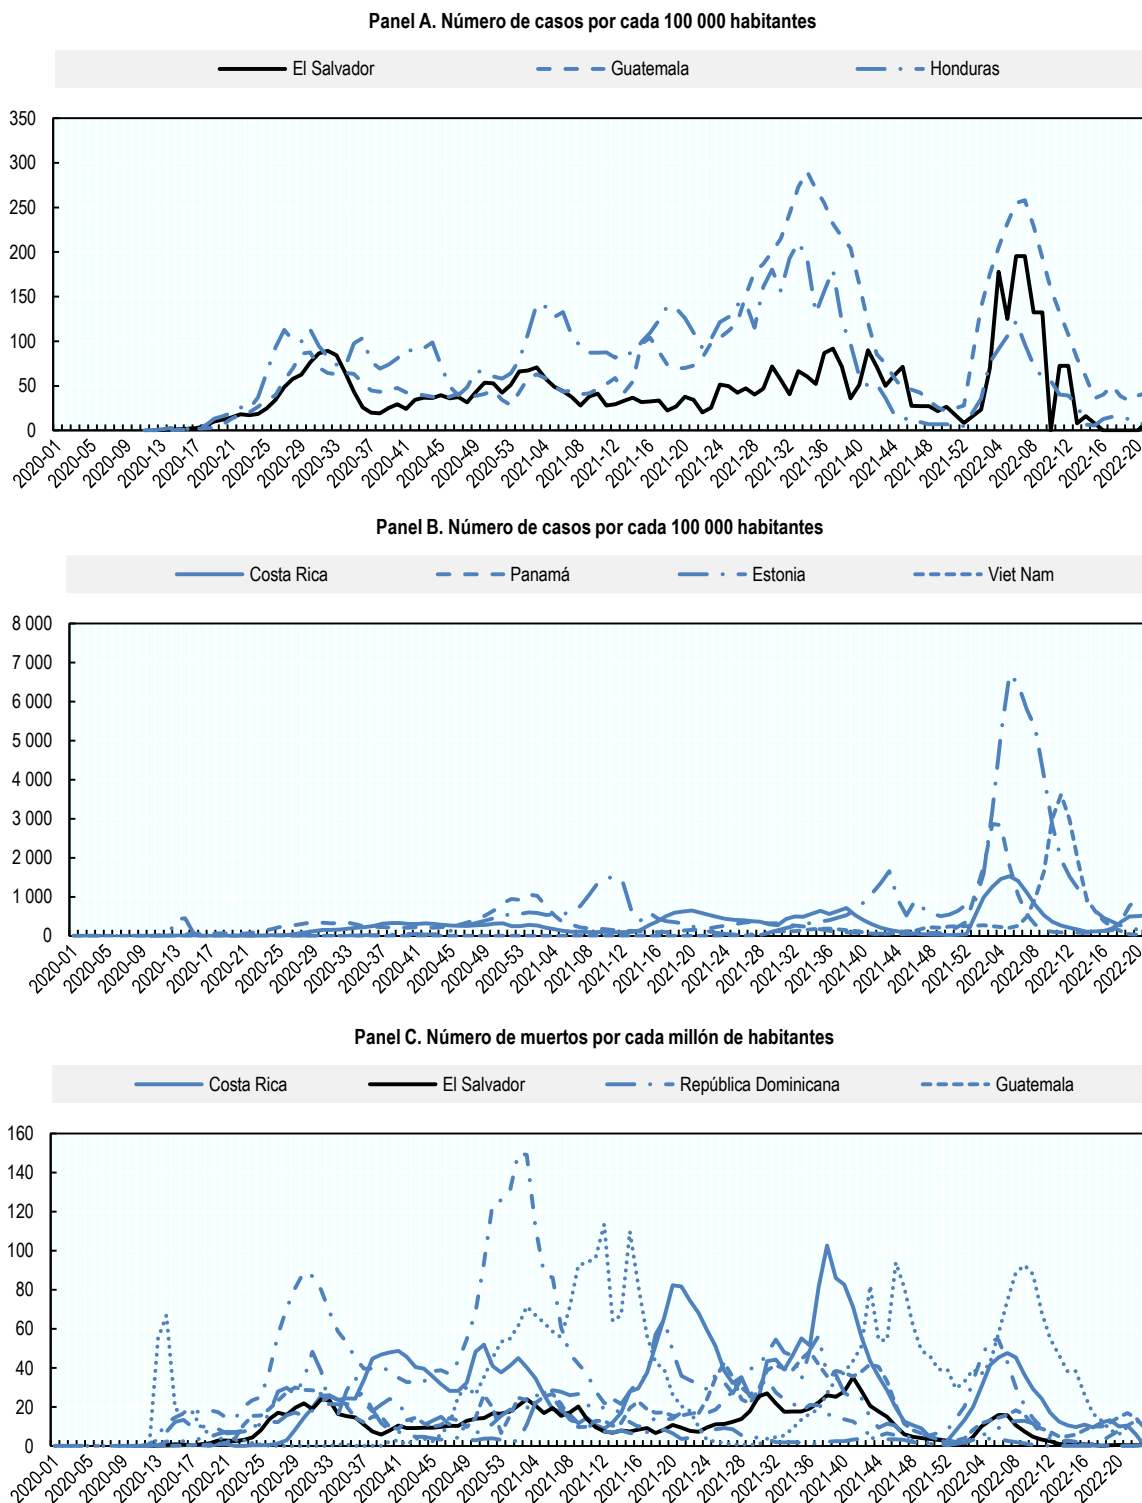 Panel A. Número de casos por cada 100 000 habitantes
El Salvador Guatemala Honduras
350
300
250
200
150
100
50
0
2020-01 2020-05 2020-09 2020-13 2020-17 2020-21 2020-25 2020-29 2020-33 2020-37 2020-41 2020-45 2020-49 2020-53 2021-04 2021-08 2021-12 2021-16 2021-20 2021-24 2021-28 2021-32 2021-36 2021-40 2021-44 2021-48 2021-52 2022-04 2022-08 2022-12 2022-16 2022-20
Panel B. Número de casos por cada 100 000 habitantes
Costa Rica Panamá Estonia Viet Nam
8 000
7 000
6 000
5 000
4 000
3 000
2 000
1 000
0
2020-01 2020-05 2020-09 2020-13 2020-17 2020-21 2020-25 2020-29 2020-33 2020-37 2020-41 2020-45 2020-49 2020-53 2021-04 2021-08 2021-12 2021-16 2021-20 2021-24 2021-28 2021-32 2021-36 2021-40 2021-44 2021-48 2021-52 2022-04 2022-08 2022-12 2022-16 2022-20
Panel C. Número de muertos por cada millón de habitantes
Costa Rica El Salvador República Dominicana Guatemala
160
140
120
100
80
60
40
20
0
2020-01 2020-05 2020-09 2020-13 2020-17 2020-21 2020-25 2020-29 2020-33 2020-37 2020-41 2020-45 2020-49 2020-53 2021-04 2021-08 2021-12 2021-16 2021-20 2021-24 2021-28 2021-32 2021-36 2021-40 2021-44 2021-48 2021-52 2022-04 2022-08 2022-12 2022-16 2022-20